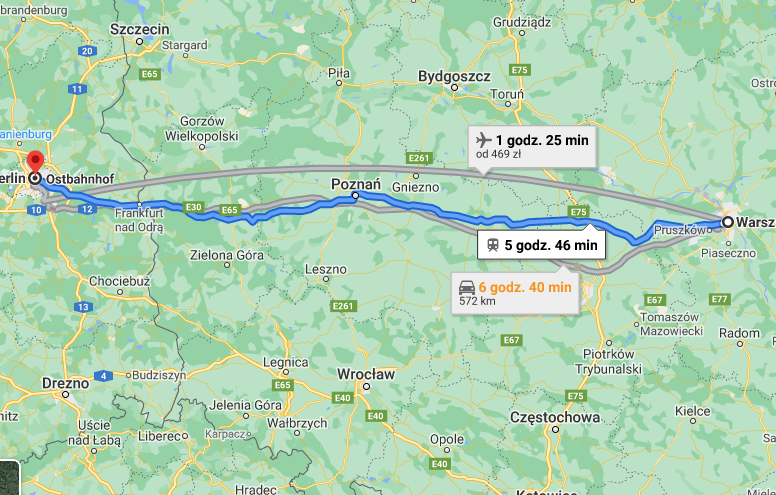 brandenburg
Szczecin
Stargard
Grudziądz
20
E65
E75
Piła
Bydgoszcz
11
Toruń
Gorzów
Wielkopolski
anienburg
1 godz. 25 min
od 469 zł
E261
erlin
Ostbahnhof
Poznań
Gniezno
10
12
Frankfurt
nad Odrą
E30
E65
E75
Warsz
Pruszków
Piaseczno
5 godz. 46 min
Zielona Góra
Leszno
6 godz. 40 min
572 km
Chociebuż
13
E261
E67
E77
Tomaszów
Mazowiecki
Radom
E67
Piotrków
Trybunalski
Legnica
Wrocław
4
Budziszyn
Drezno
E65
E40
E75
Jelenia Góra
E40
Kielce
Częstochowa
Uście
nad Łabą
Liberec
Karpacz
Wałbrzych
Opole
E40
Hradec
Katowice